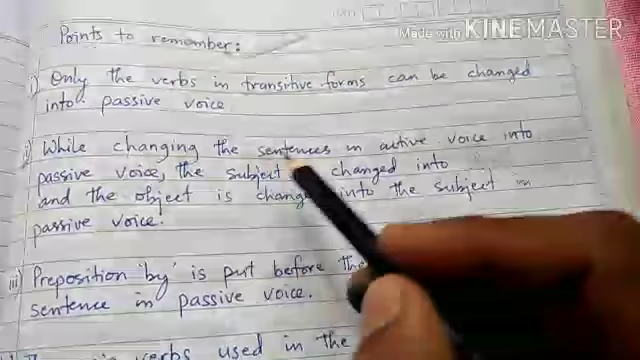 Made with KINEMASTER
Points to remember:
i) Only the verbs in transitive forms can be changed
into passive voice
ii) While changing the sentences in active voice into
passive voice, the subject changed into
and the object is into the subject in
passive voice.
iii) Preposition 'by' is put before the
sentence in passive voice.
verbs used in the